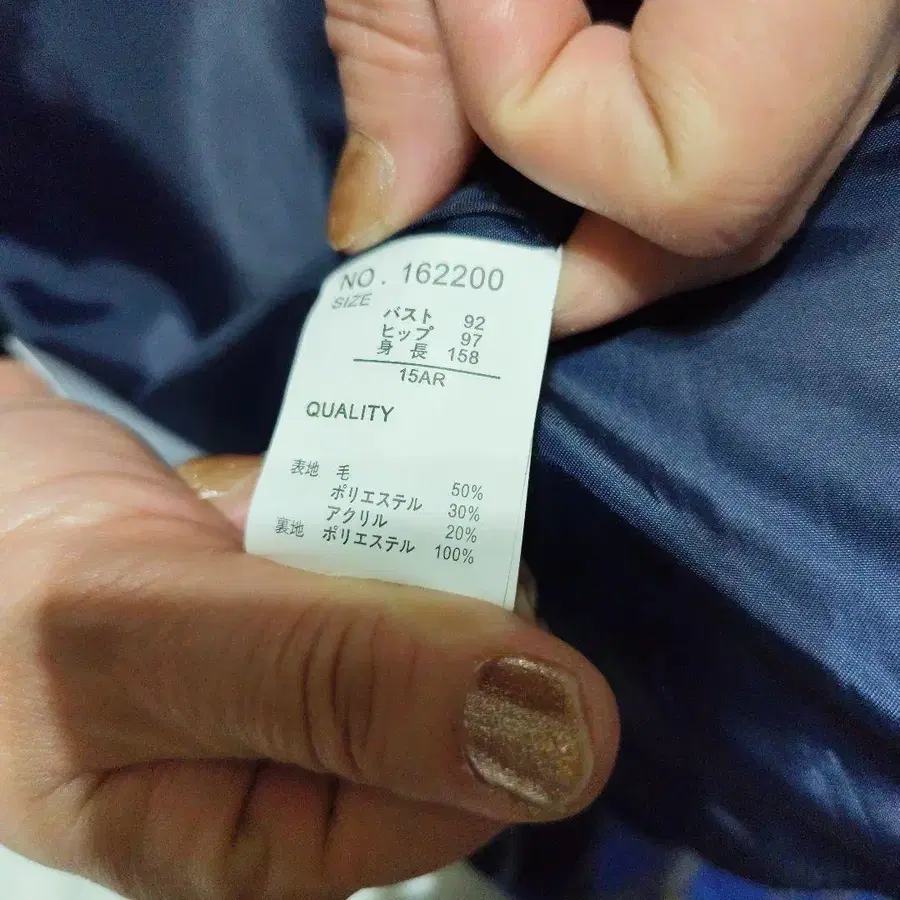 NO. 162200
SIZE
バスト 92
ヒップ 97
身長 158
15AR
QUALITY
表地 毛 50%
ポリエステル 30%
アクリル 20%
裏地 ポリエステル 100%